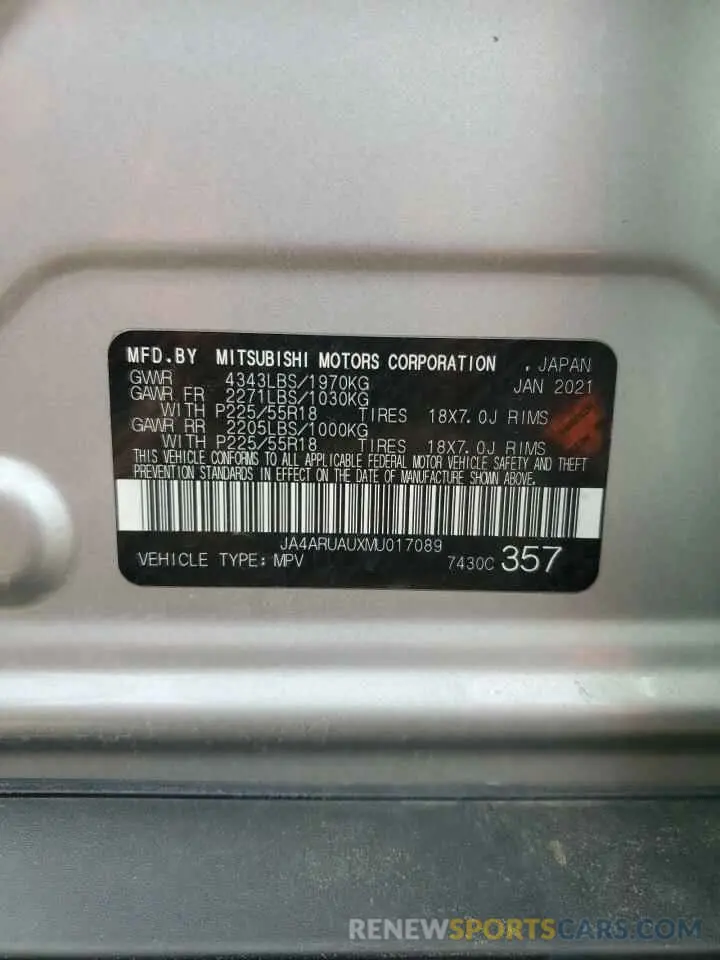 MFD.BY MITSUBISHI MOTORS CORPORATION , JAPAN
GVWR 4343LBS/1970KG JAN 2021
GAWR FR 2271LBS/1030KG
WITH P225/55R18 TIRES 18X7.0J RIMS
GAWR RR 2205LBS/1000KG
WITH P225/55R18 TIRES 18X7.0J RIMS
THIS VEHICLE CONFORMS TO ALL APPLICABLE FEDERAL MOTOR VEHICLE SAFETY AND THEFT
PREVENTION STANDARDS IN EFFECT ON THE DATE OF MANUFACTURE SHOWN ABOVE.
JA4ARUAUXMU017089
VEHICLE TYPE: MPV 7430C 357
RENEWSPORTSCARS.COM